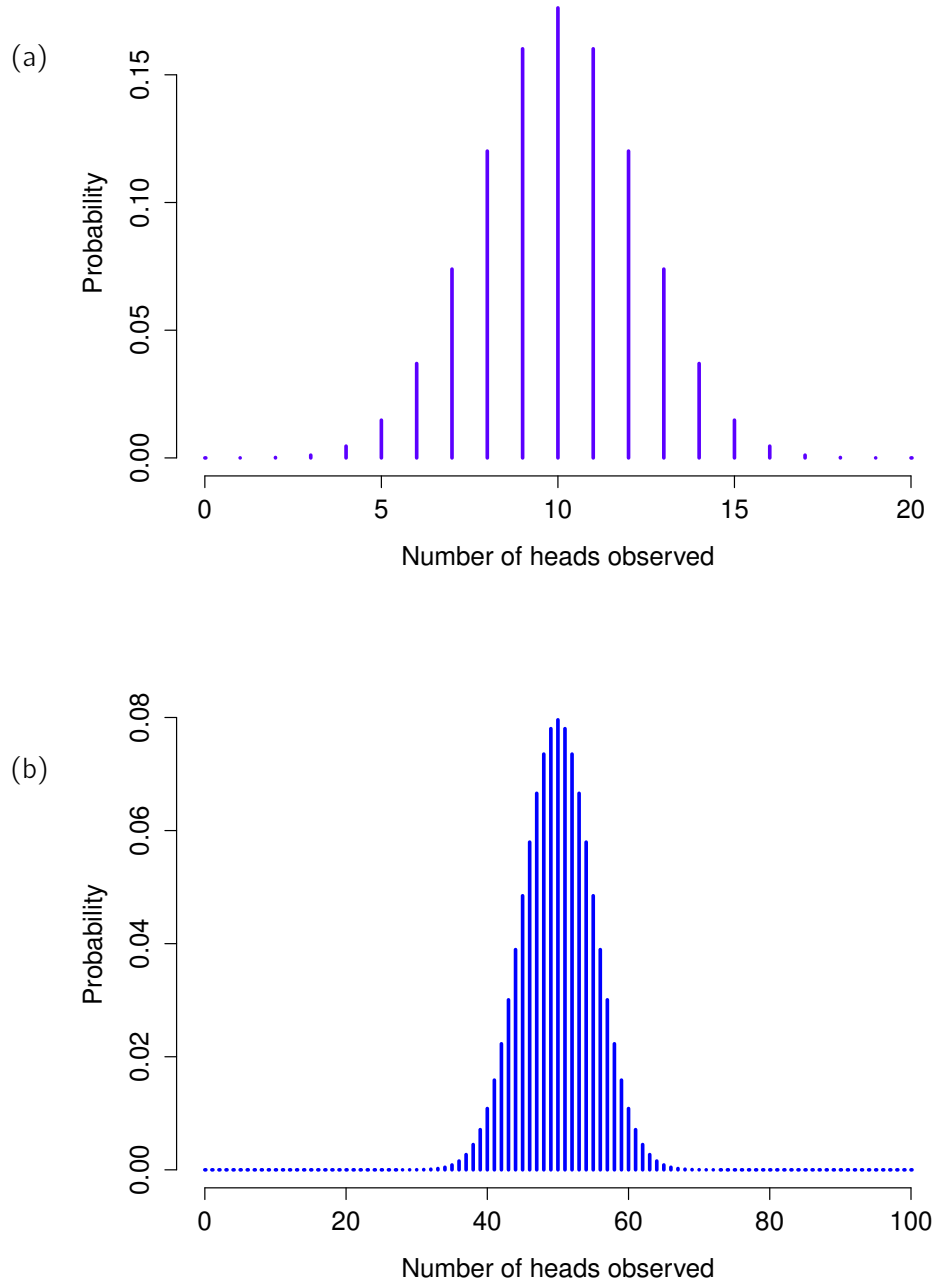 (a)
0.15
0.10
0.05
0.00
Probability
0 5 10 15 20
Number of heads observed
(b)
0.08
0.06
0.04
0.02
0.00
Probability
0 20 40 60 80 100
Number of heads observed